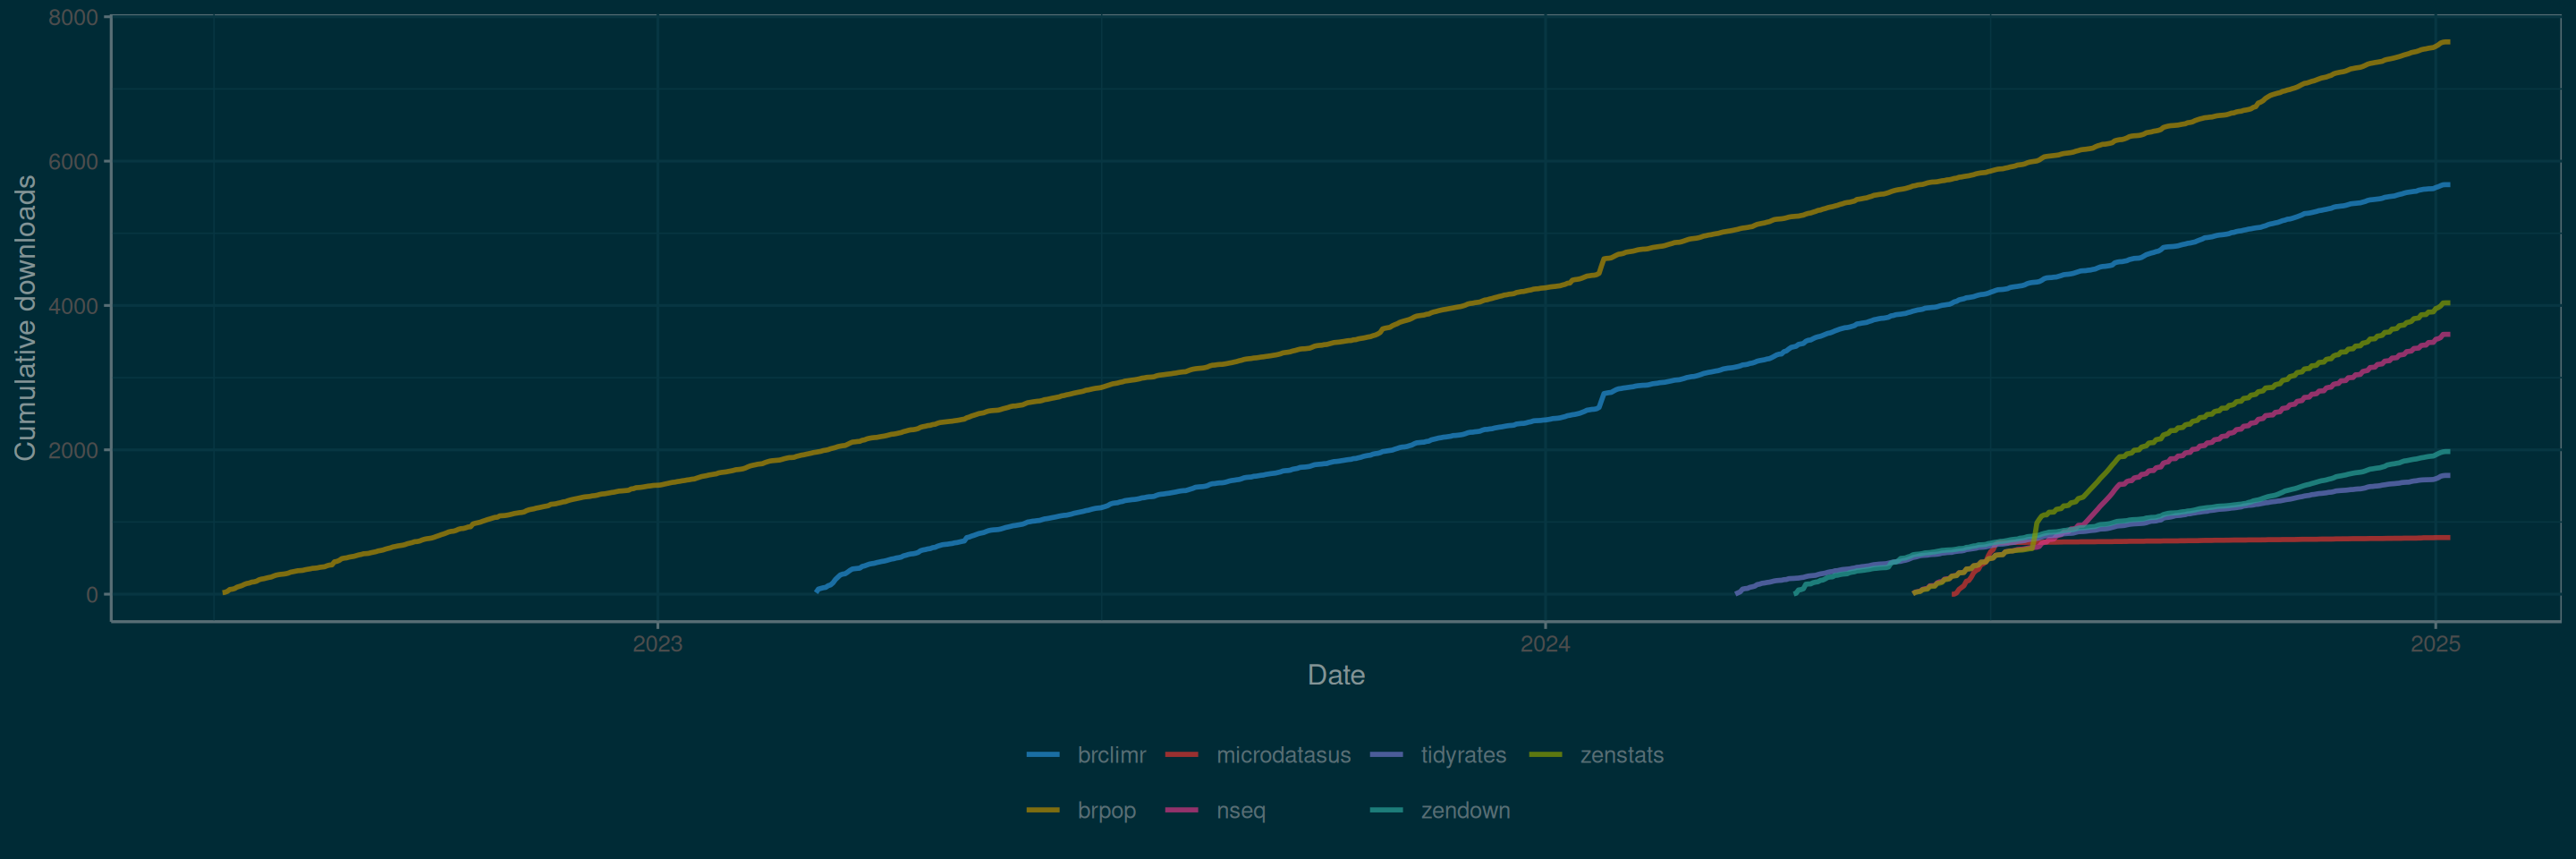 8000
6000
4000
2000
0
Cumulative downloads
2023 2024 2025
Date
brclimr microdatasus tidyrates zenstats
brpop nseq zendown